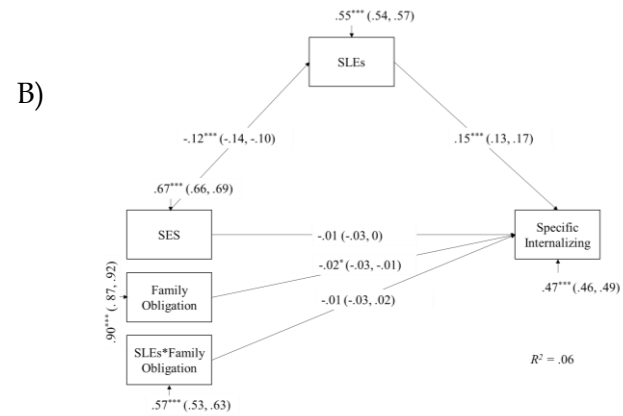 .55*** (.54, .57)
SLEs
B)
-.12*** (-.14, -.10)
.15*** (.13, .17)
.67*** (.66, .69)
SES
-.01 (-.03, 0)
Specific
Internalizing
-.02* (-.03, -.01)
Family
Obligation
.90*** (.87, .92)
-.01 (-.03, .02)
.47*** (.46, .49)
SLEs*Family
Obligation
R² = .06
.57*** (.53, .63)